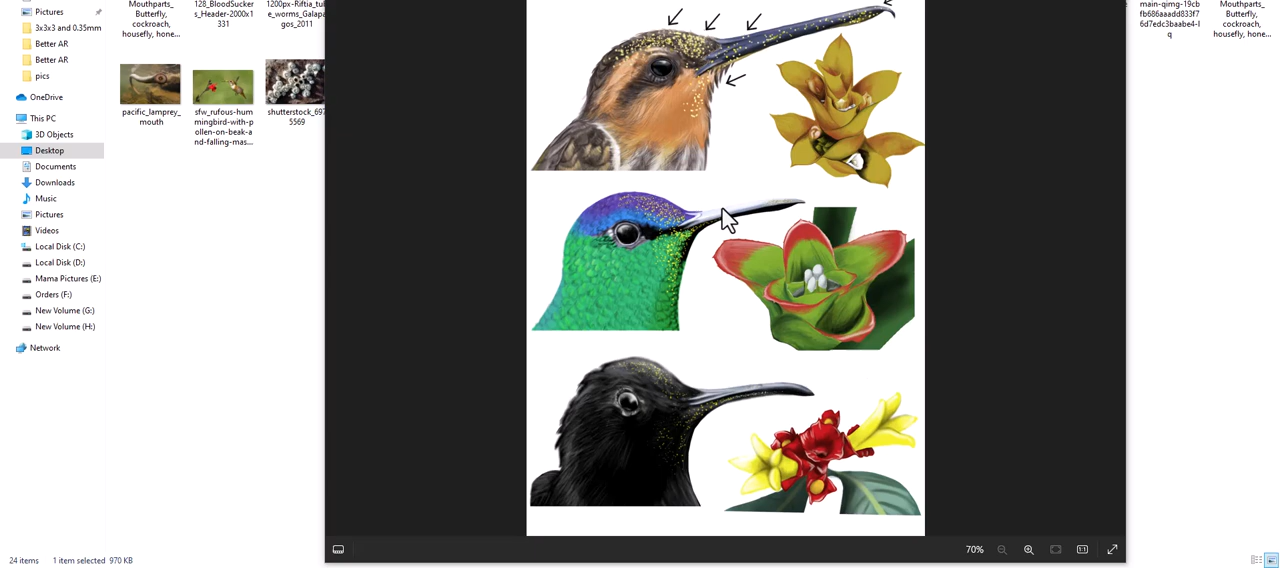 Pictures
3x3x3 and 0.35mm
Better AR
Better AR
pics
OneDrive
This PC
3D Objects
Desktop
Documents
Downloads
Music
Pictures
Videos
Local Disk (C:)
Local Disk (D:)
Mama Pictures (E:)
Orders (F:)
New Volume (G:)
New Volume (H:)
Network
24 items
1 item selected 970 KB
Mouthparts_
Butterfly,
cockroach,
housefly, hone...
128_BloodSucker
s_Header-2000x1
331
1200px-Riftia_tub
e_worms_Galapa
gos_2011
pacific_lamprey_
mouth
sfw_rufous-hum
mingbird-with-p
ollen-on-beak-a
nd-falling-mas...
shutterstock_697
5569
70%
1:1
main-qimg-19cb
fb686aaadd833f7
6d7edc3baabe4-l
q
Mouthparts_
Butterfly,
cockroach,
housefly, hone...